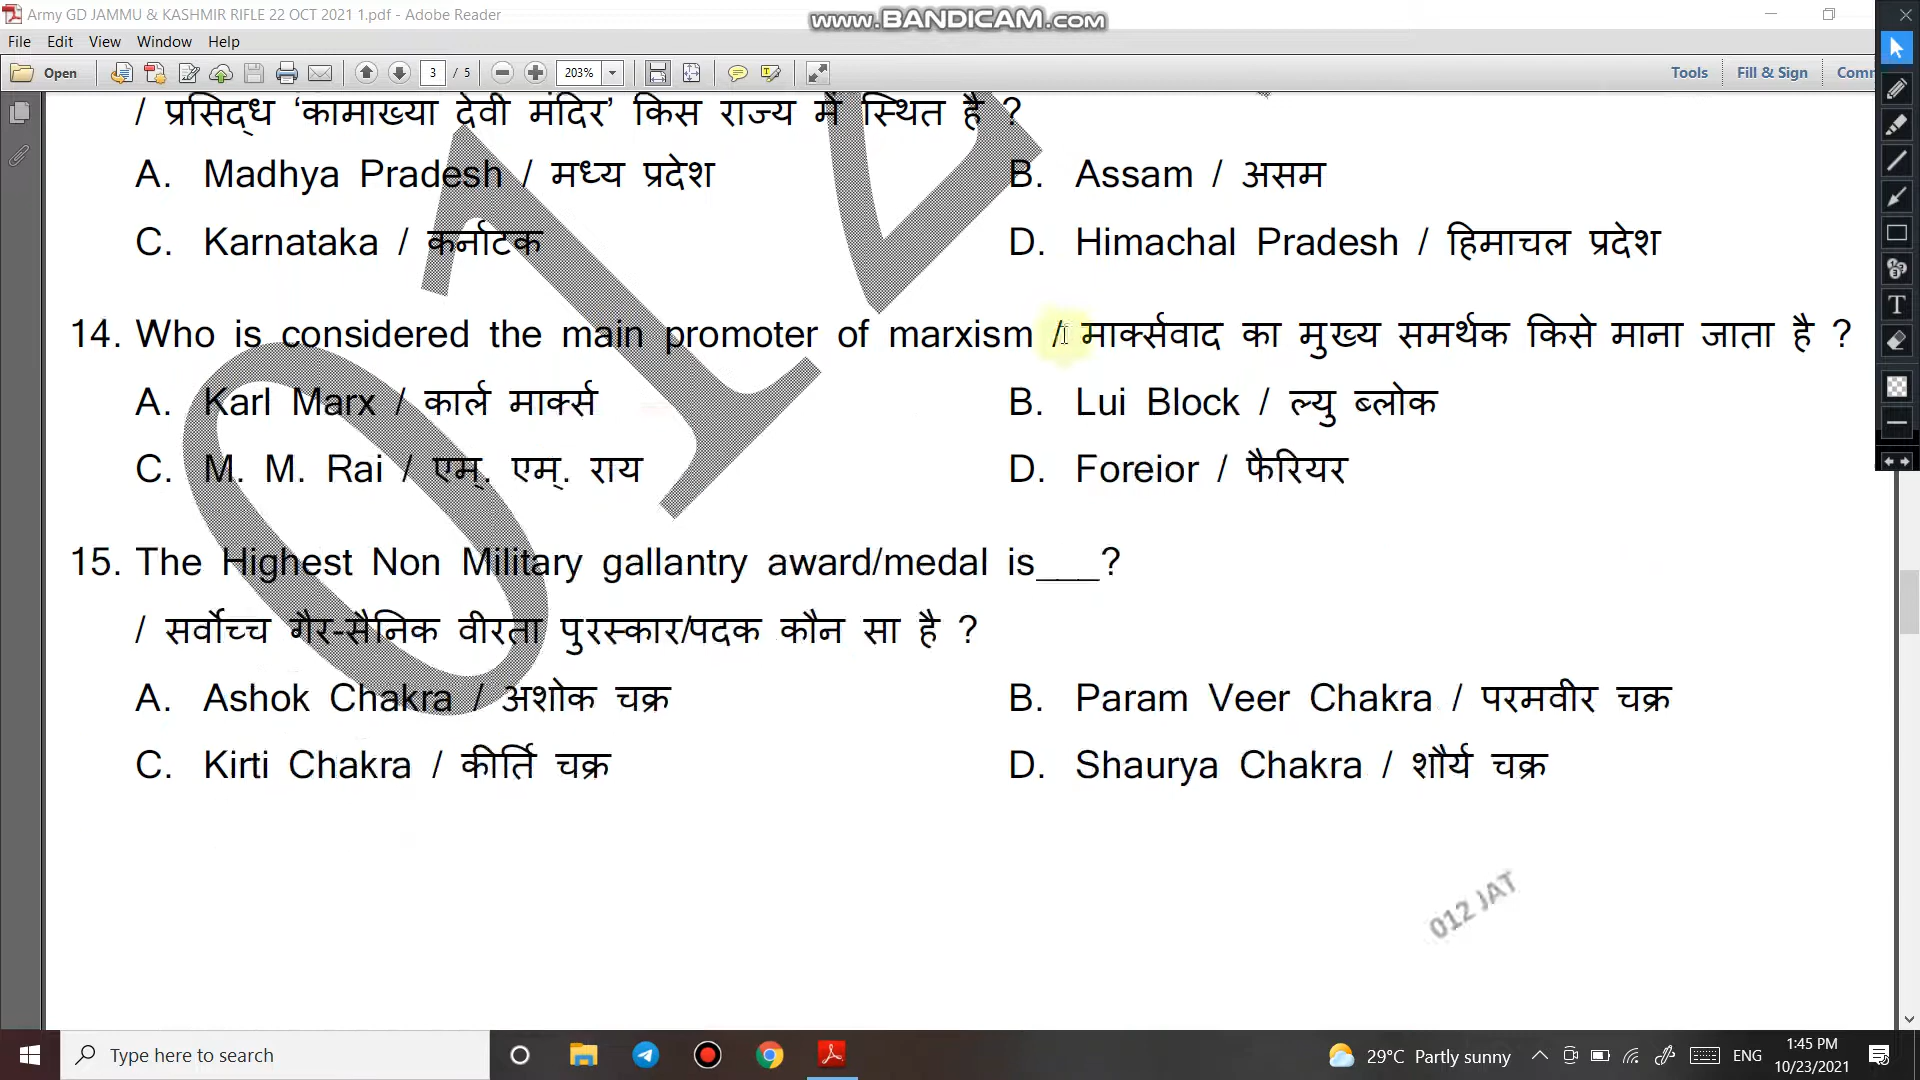 Army GD JAMMU & KASHMIR RIFLE 22 OCT 2021 1.pdf - Adobe Reader
www.BANDICAM.com
File Edit View Window Help
Open 3 / 5 203% Tools Fill & Sign Comm
/ प्रसिद्ध ‘कामाख्या देवी मंदिर’ किस राज्य में स्थित है ?
A. Madhya Pradesh / मध्य प्रदेश B. Assam / असम
C. Karnataka / कर्नाटक D. Himachal Pradesh / हिमाचल प्रदेश
14. Who is considered the main promoter of marxism / मार्क्सवाद का मुख्य समर्थक किसे माना जाता है ?
A. Karl Marx / कार्ल मार्क्स B. Lui Block / ल्यु ब्लोक
C. M. M. Rai / एम्. एम्. राय D. Foreior / फैरियर
15. The Highest Non Military gallantry award/medal is___?
/ सर्वोच्च गैर-सैनिक वीरता पुरस्कार/पदक कौन सा है ?
A. Ashok Chakra / अशोक चक्र B. Param Veer Chakra / परमवीर चक्र
C. Kirti Chakra / कीर्ति चक्र D. Shaurya Chakra / शौर्य चक्र
012 JAT
Type here to search 29°C Partly sunny ENG 1:45 PM
10/23/2021